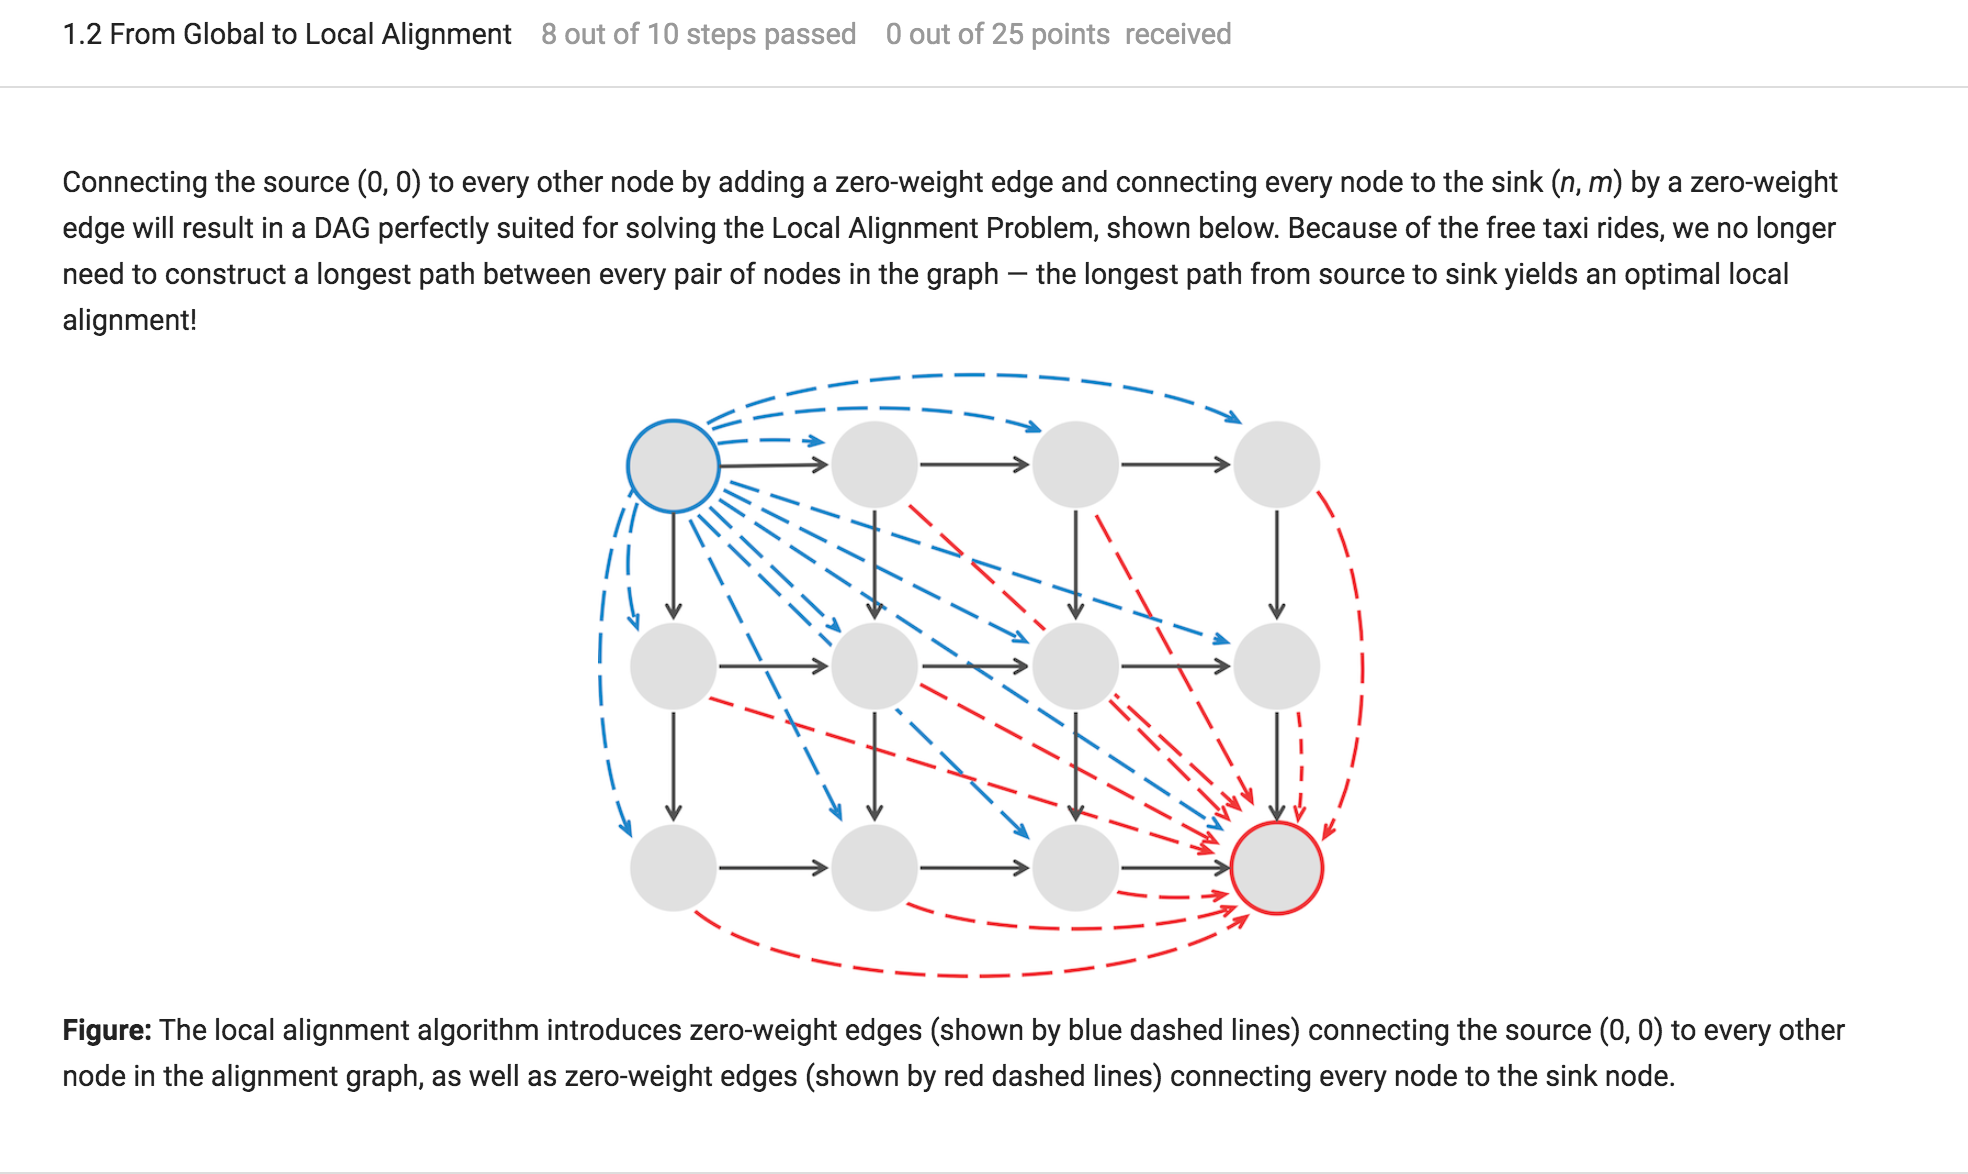 1.2 From Global to Local Alignment 8 out of 10 steps passed 0 out of 25 points received
Connecting the source (0, 0) to every other node by adding a zero-weight edge and connecting every node to the sink (n, m) by a zero-weight
edge will result in a DAG perfectly suited for solving the Local Alignment Problem, shown below. Because of the free taxi rides, we no longer
need to construct a longest path between every pair of nodes in the graph — the longest path from source to sink yields an optimal local
alignment!
Figure: The local alignment algorithm introduces zero-weight edges (shown by blue dashed lines) connecting the source (0, 0) to every other
node in the alignment graph, as well as zero-weight edges (shown by red dashed lines) connecting every node to the sink node.